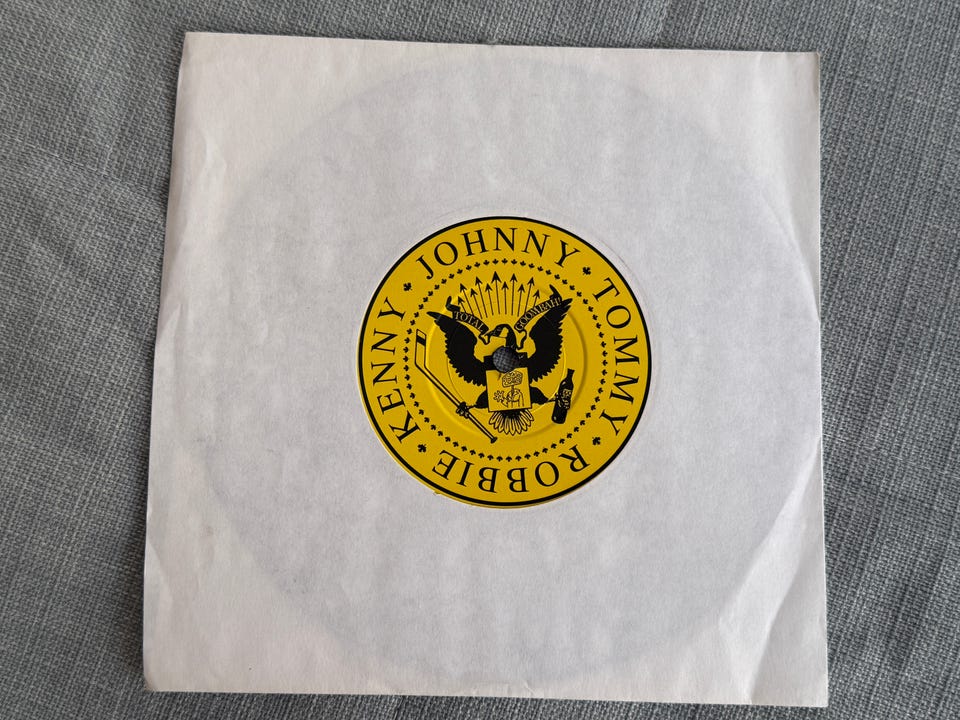 JOHNNY · TOMMY · ROBBIE · KENNY ·
TOTAL GOOMBAH!